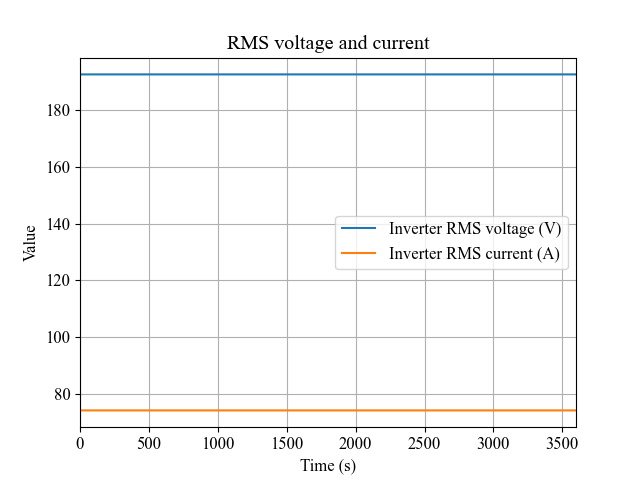 RMS voltage and current
Value
180
160
140
120
100
80
Inverter RMS voltage (V)
Inverter RMS current (A)
0 500 1000 1500 2000 2500 3000 3500
Time (s)